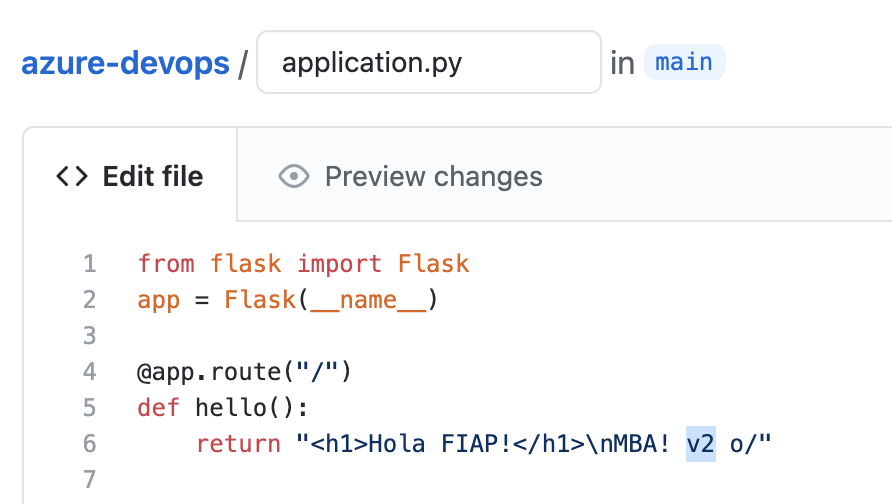 azure-devops / application.py in main
<> Edit file Preview changes
1 from flask import Flask
2 app = Flask(__name__)
3
4 @app.route("/")
5 def hello():
6     return "<h1>Hola FIAP!</h1>\nMBA! v2 o/"
7